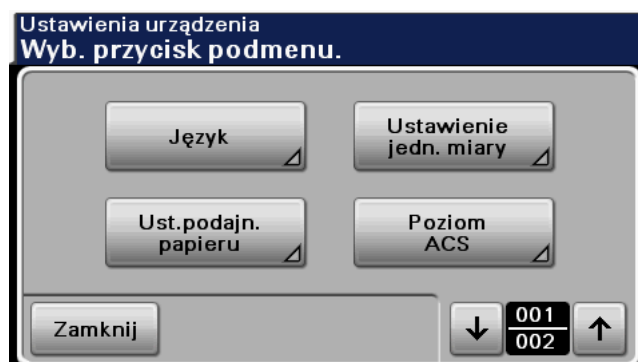 Ustawienia urządzenia
Wyb. przycisk podmenu.
Język
Ustawienie
jedn. miary
Ust.podajn.
papieru
Poziom
ACS
Zamknij
↓
001
002
↑